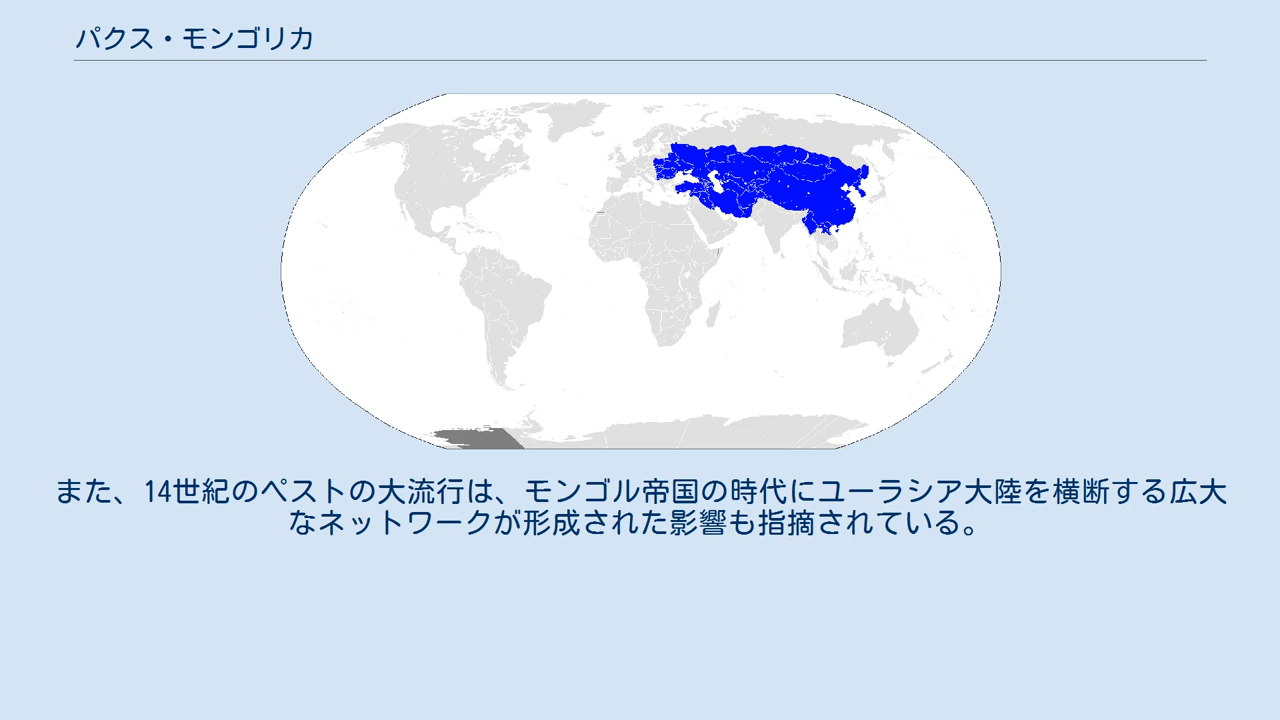 パクス・モンゴリカ
また、14世紀のペストの大流行は、モンゴル帝国の時代にユーラシア大陸を横断する広大
なネットワークが形成された影響も指摘されている。